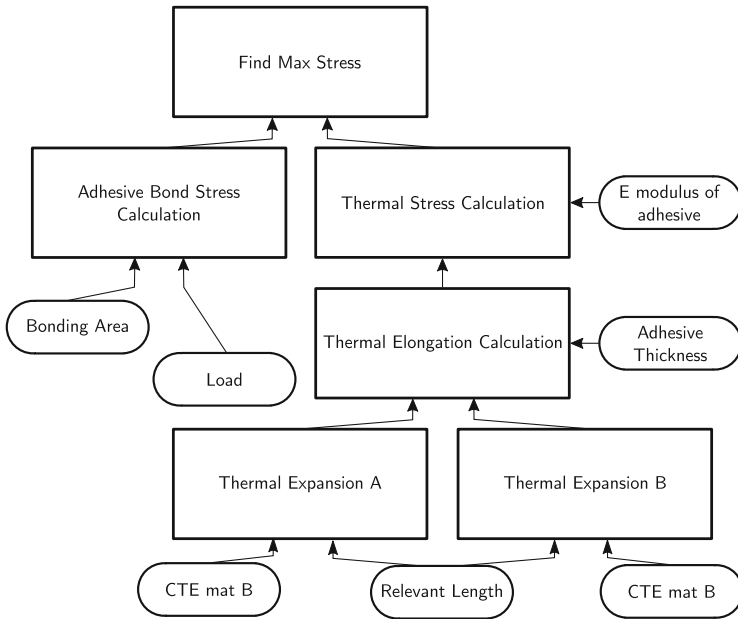 Find Max Stress
Adhesive Bond Stress
Calculation
Thermal Stress Calculation
E modulus of
adhesive
Bonding Area
Load
Thermal Elongation Calculation
Adhesive
Thickness
Thermal Expansion A
Thermal Expansion B
CTE mat B
Relevant Length
CTE mat B